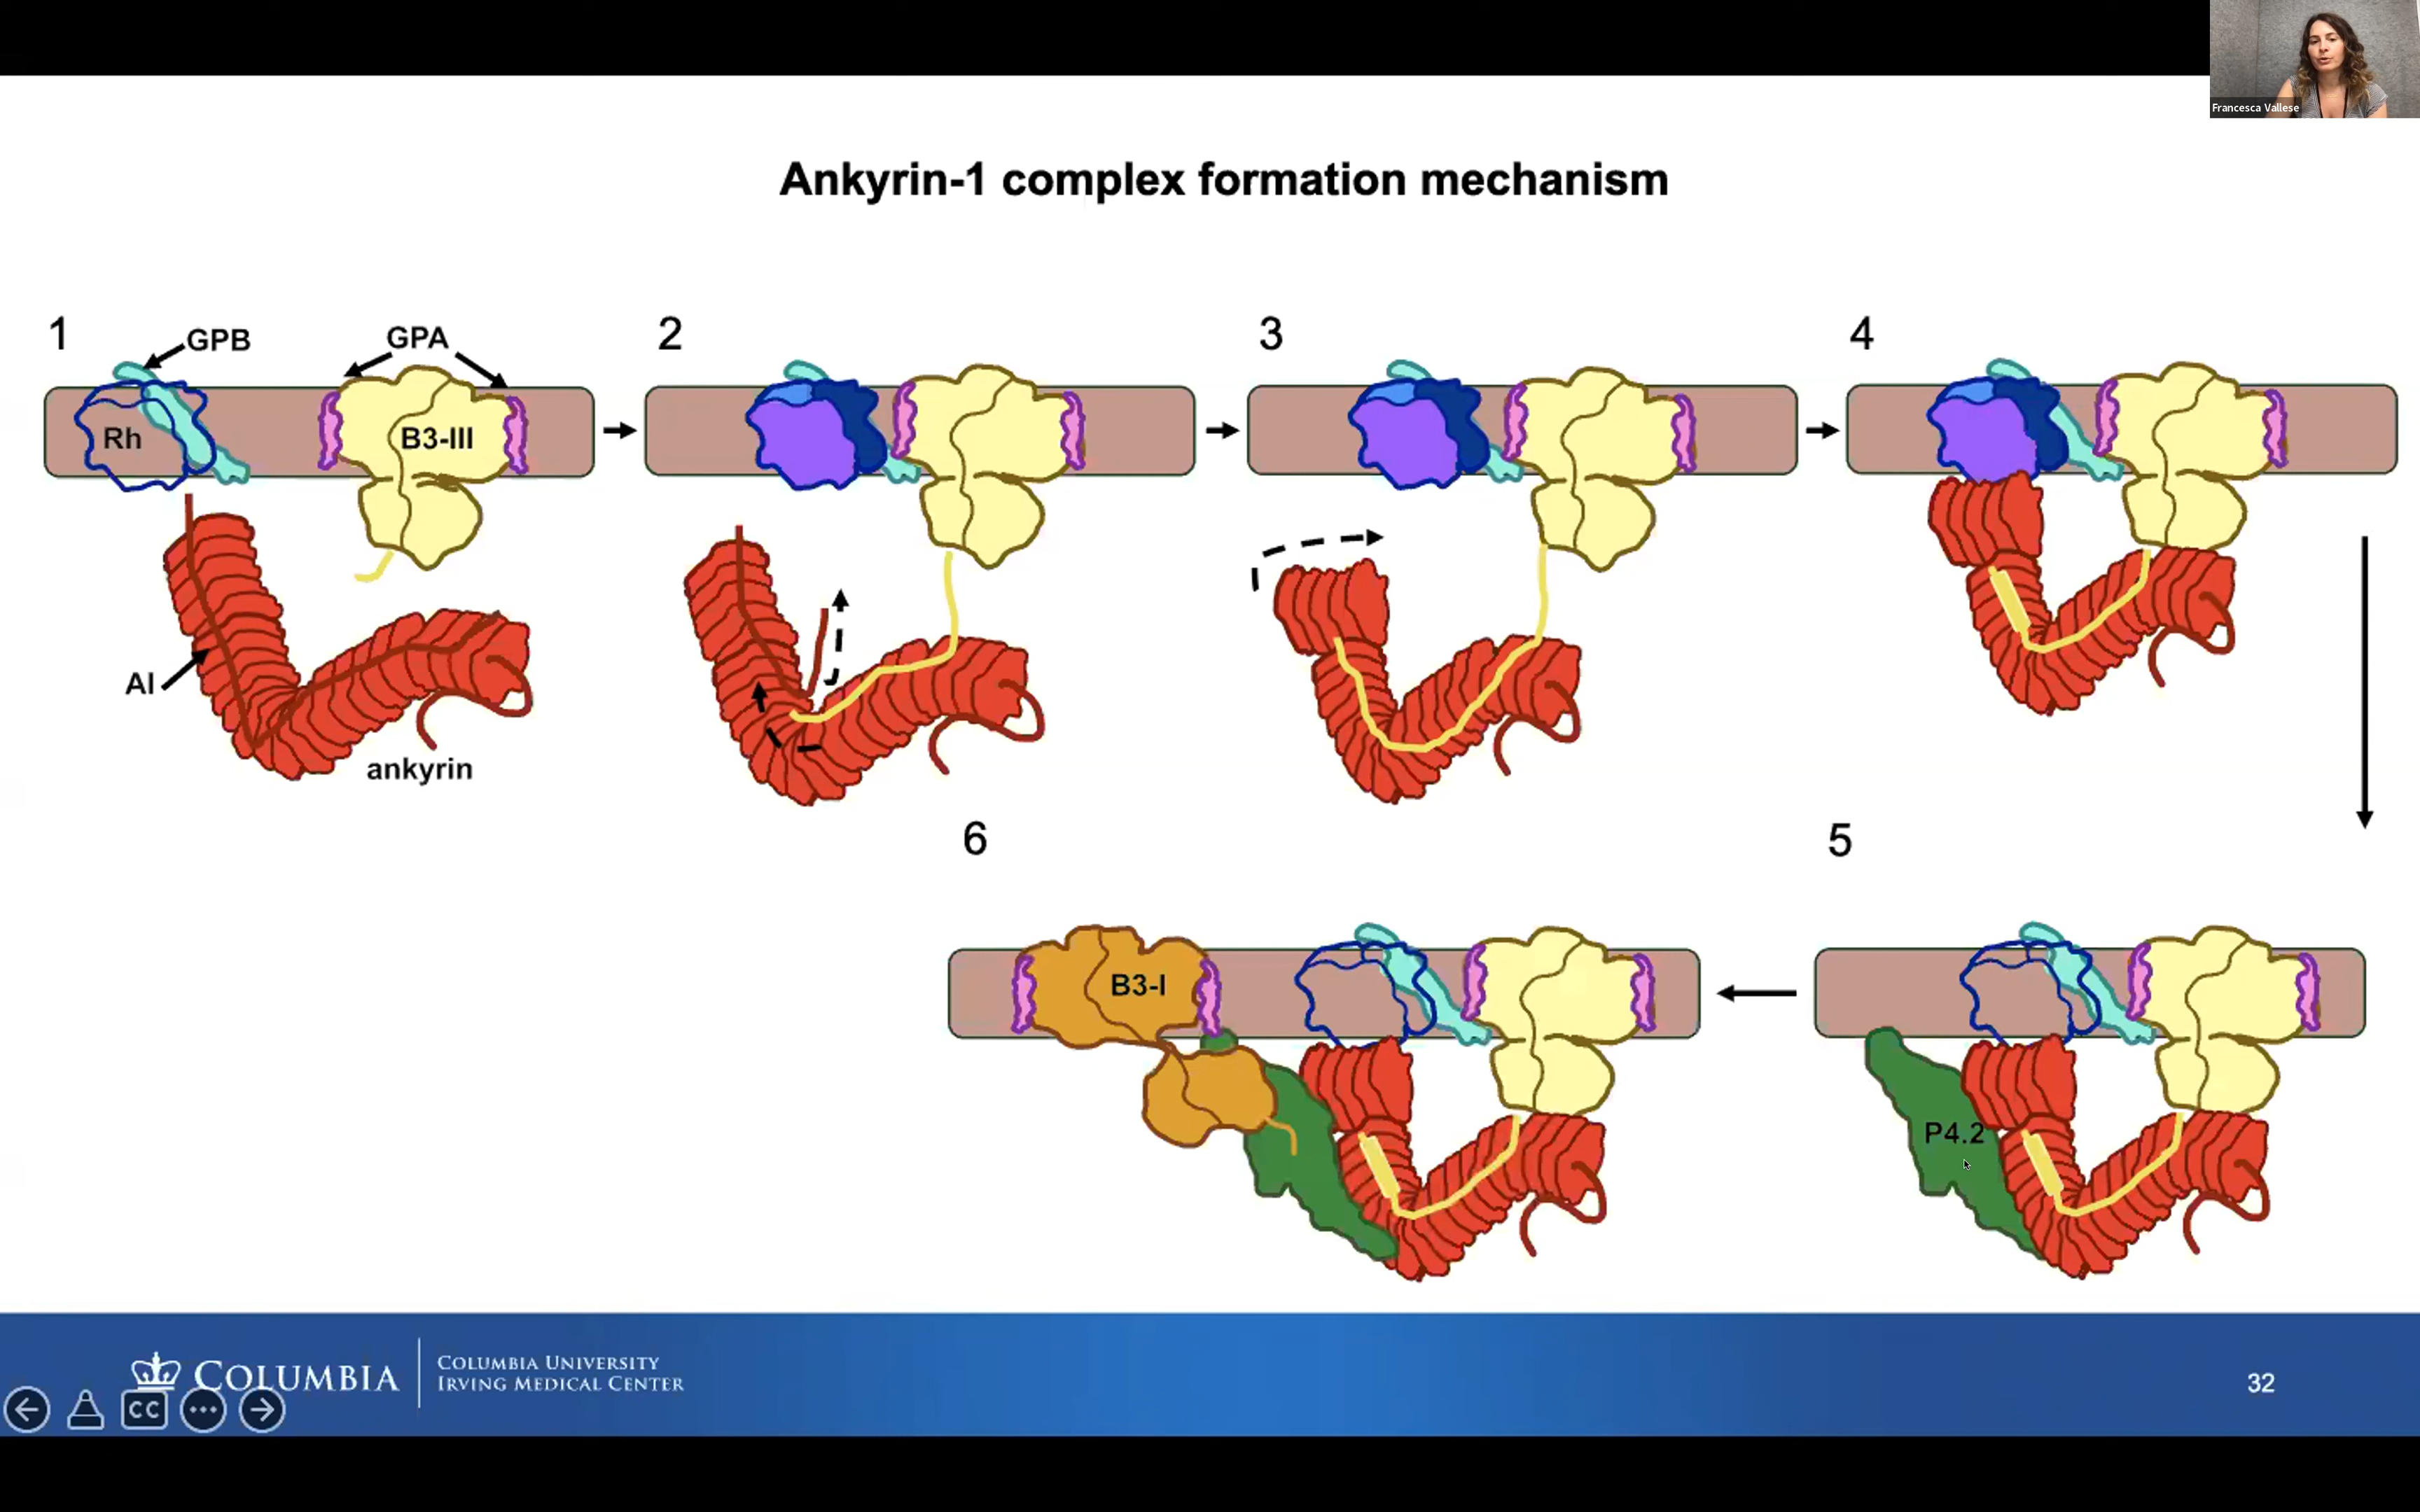 Francesca Vallese
Ankyrin-1 complex formation mechanism
1
GPB
GPA
Rh
B3-III
AI
ankyrin
2
3
4
6
B3-I
5
P4.2
COLUMBIA
COLUMBIA UNIVERSITY
IRVING MEDICAL CENTER
CC
32